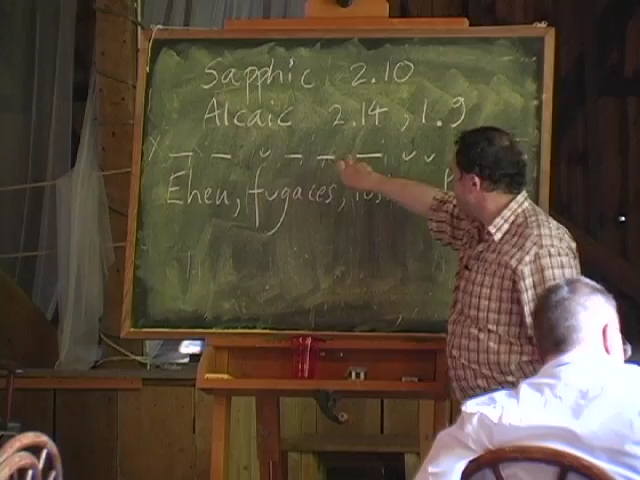 Sapphic 2.10
Alcaic 2.14, 1.9
x — — ᴗ — — — ᴗ ᴗ
Eheu, fugaces,